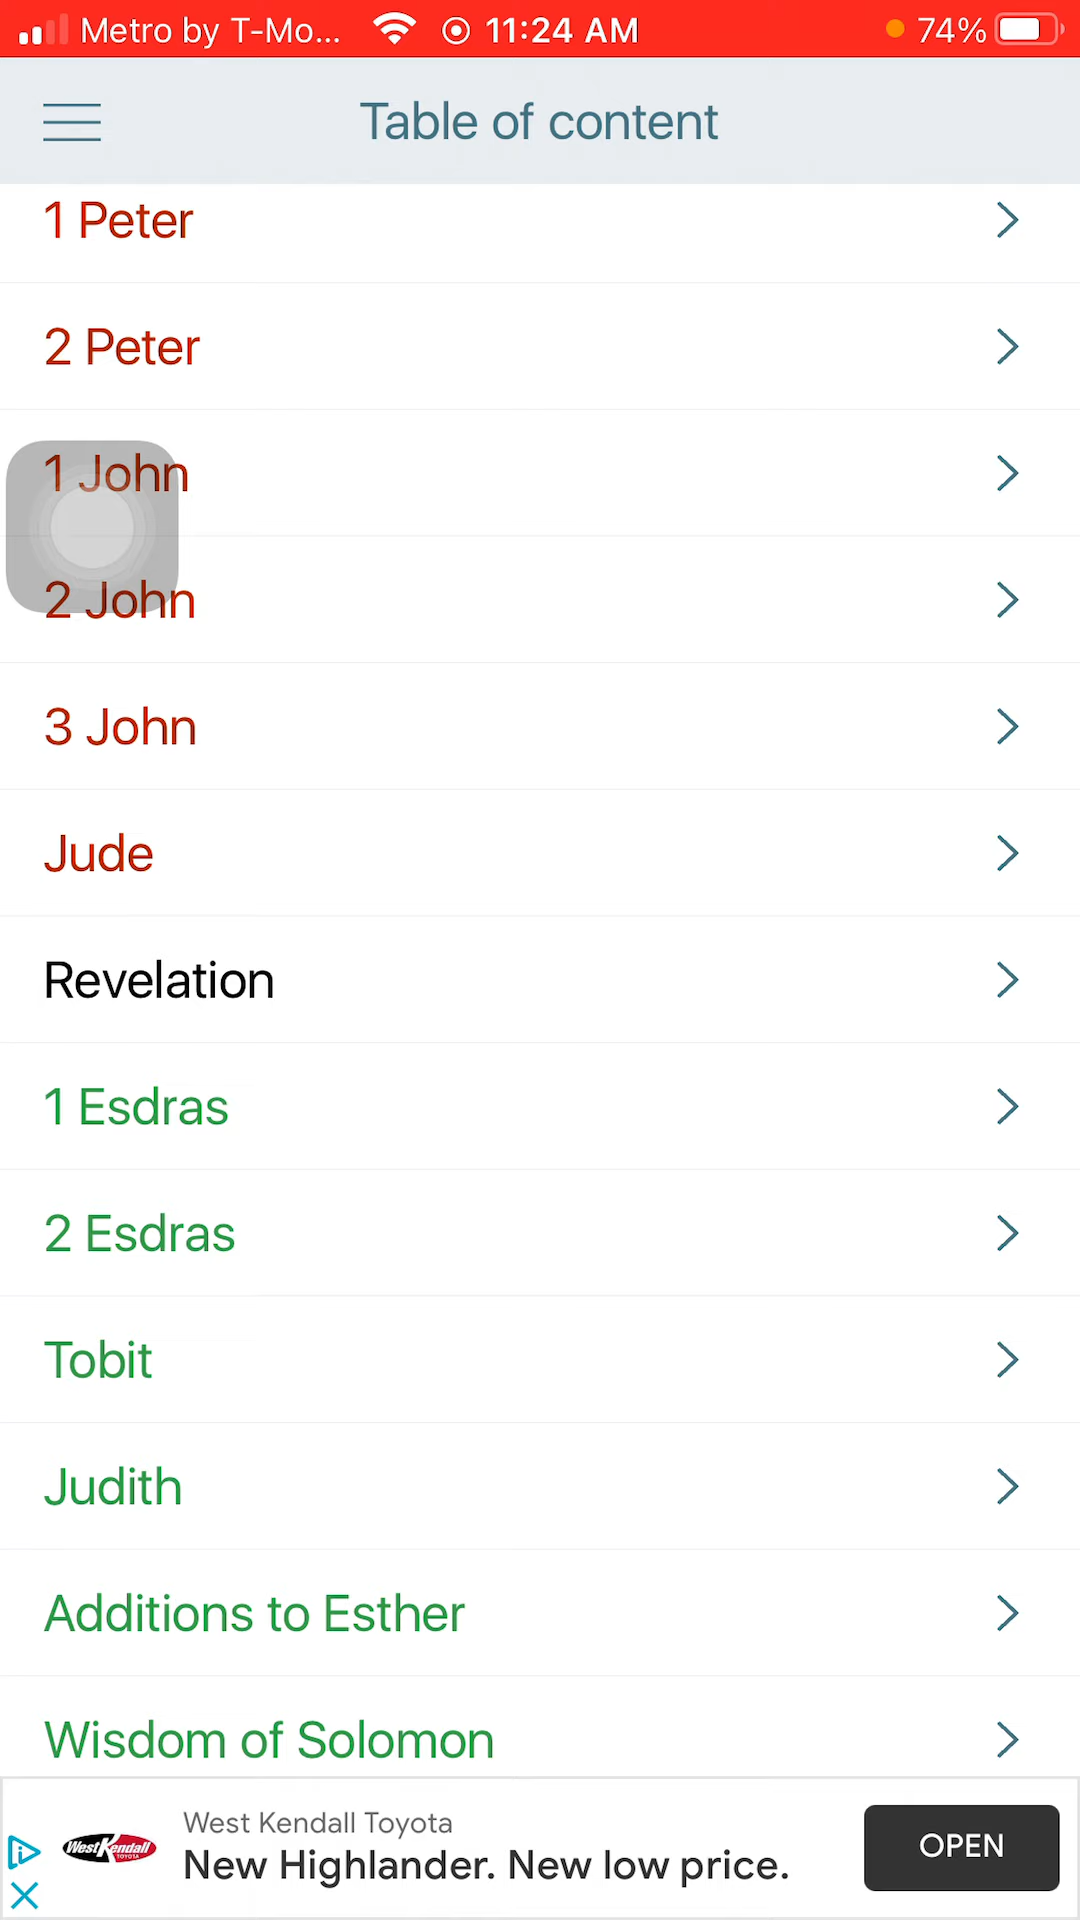 Metro by T-Mo... 11:24 AM 74%
Table of content
1 Peter
2 Peter
1 John
2 John
3 John
Jude
Revelation
1 Esdras
2 Esdras
Tobit
Judith
Additions to Esther
Wisdom of Solomon
West Kendall Toyota
WestKendall
TOYOTA
New Highlander. New low price.
OPEN